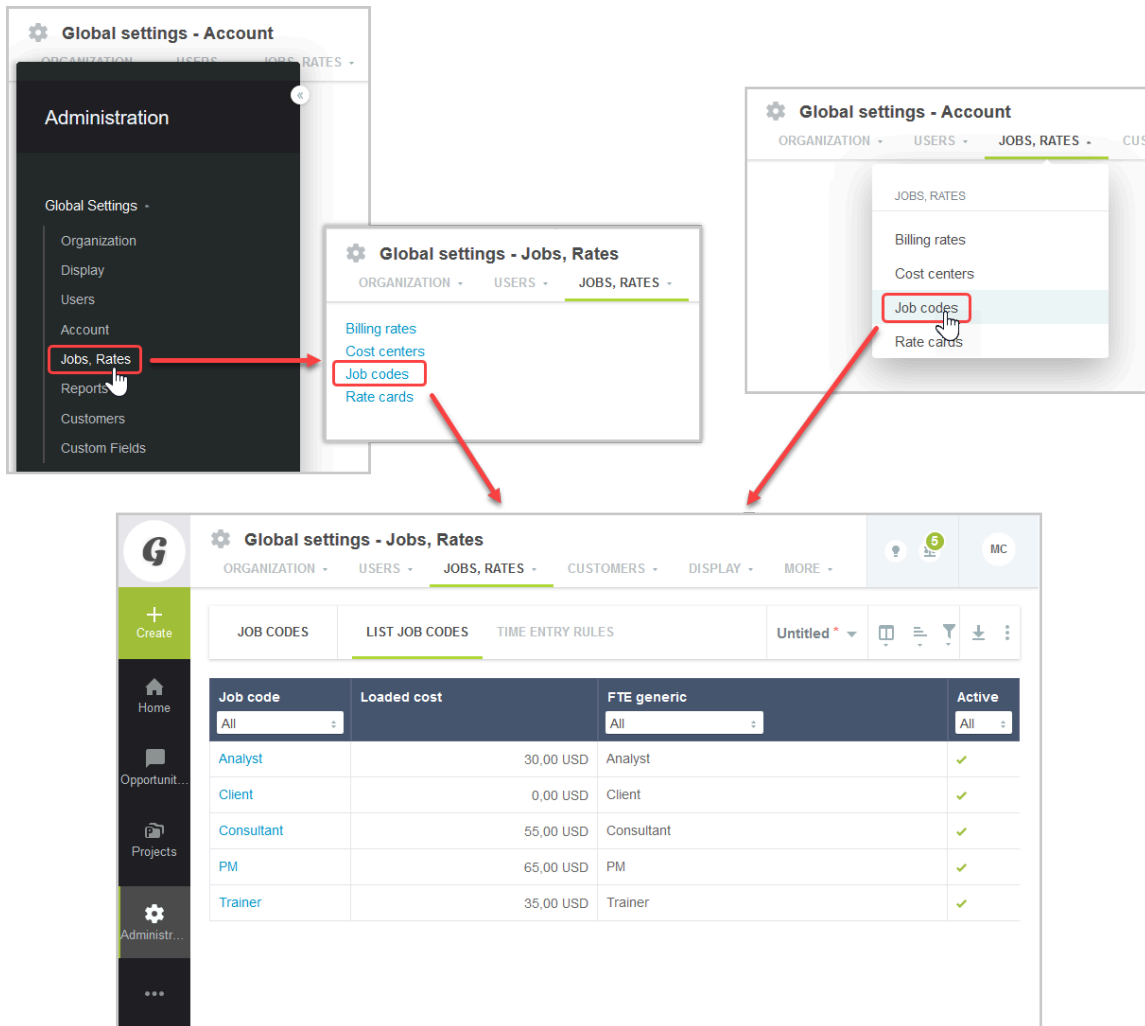 Global settings - Account
ORGANIZATION USERS JOBS, RATES
«
Administration
Global Settings
Organization
Display
Users
Account
Jobs, Rates
Reports
Customers
Custom Fields
Global settings - Jobs, Rates
ORGANIZATION USERS JOBS, RATES
Billing rates
Cost centers
Job codes
Rate cards
Global settings - Account
ORGANIZATION USERS JOBS, RATES CUS
JOBS, RATES
Billing rates
Cost centers
Job codes
Rate cards
G
Global settings - Jobs, Rates
5
MC
ORGANIZATION USERS JOBS, RATES CUSTOMERS DISPLAY MORE
Create
Home
Opportunit...
Projects
Administr...
JOB CODES LIST JOB CODES TIME ENTRY RULES Untitled *
Job code Loaded cost FTE generic Active
All All All
Analyst 30,00 USD Analyst
Client 0,00 USD Client
Consultant 55,00 USD Consultant
PM 65,00 USD PM
Trainer 35,00 USD Trainer